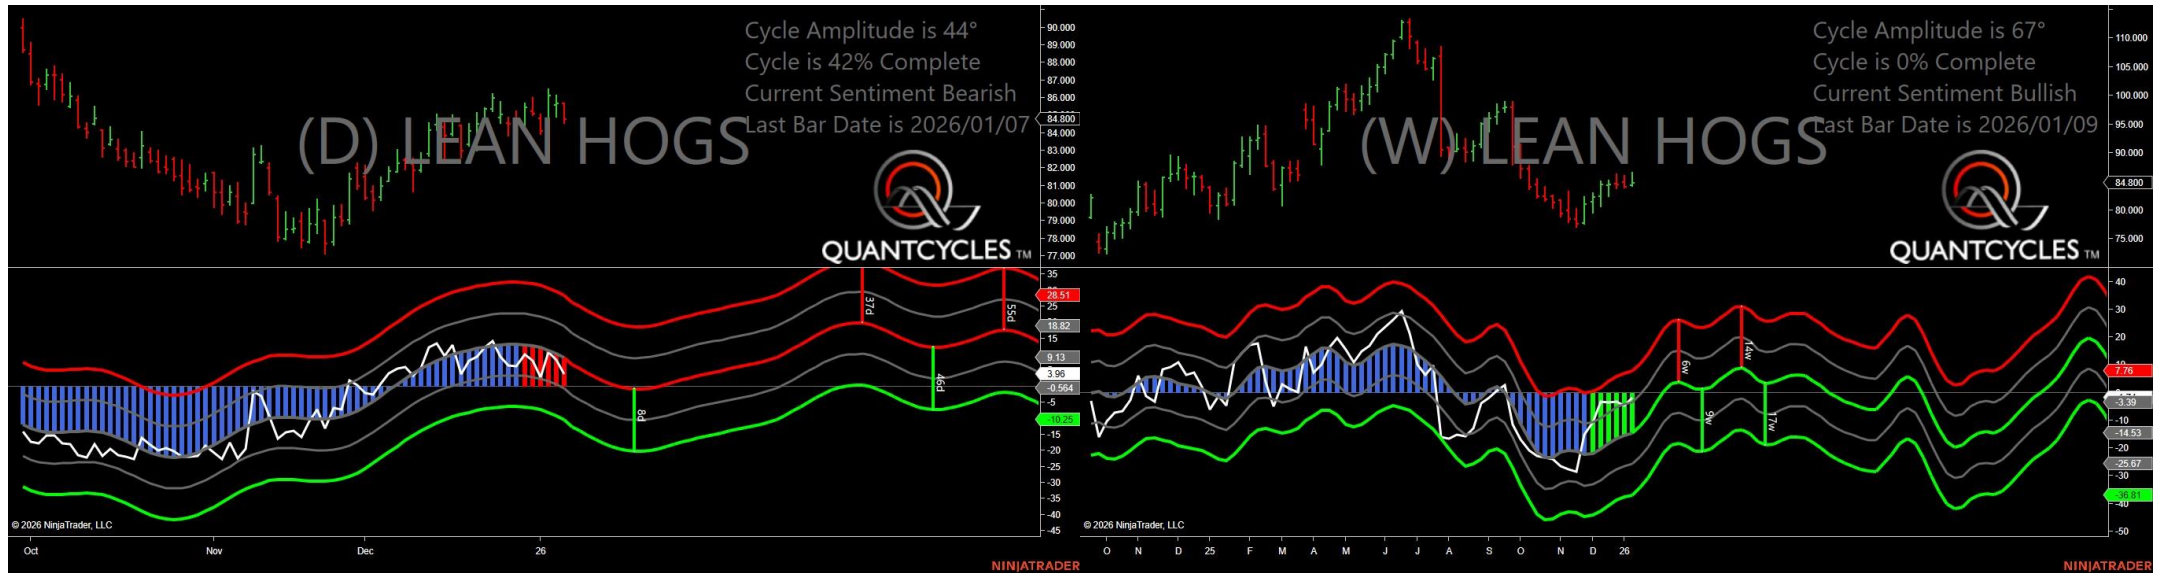 Cycle Amplitude is 44°
Cycle is 42% Complete
Current Sentiment Bearish
Last Bar Date is 2026/01/07
(D) LEAN HOGS
QUANTCYCLES TM
90.000
88.000
87.000
86.000
85.000
84.800
84.000
83.000
82.000
81.000
80.000
79.000
78.000
77.000
35
28.51
25
18.82
15
9.13
3.96
-0.564
-5
-10.25
-15
-20
-25
-30
-35
-40
-45
37d
55d
46d
8d
© 2026 NinjaTrader, LLC
Oct
Nov
Dec
26
NINJATRADER
Cycle Amplitude is 67°
Cycle is 0% Complete
Current Sentiment Bullish
Last Bar Date is 2026/01/09
(W) LEAN HOGS
QUANTCYCLES TM
110.000
105.000
100.000
95.000
90.000
84.800
80.000
75.000
40
30
20
10
7.76
-3.39
-10
-14.53
-20
-25.67
-36.81
-40
-50
6w
14w
9w
17w
© 2026 NinjaTrader, LLC
O N D 25 F M A M J J A S O N D 26
NINJATRADER